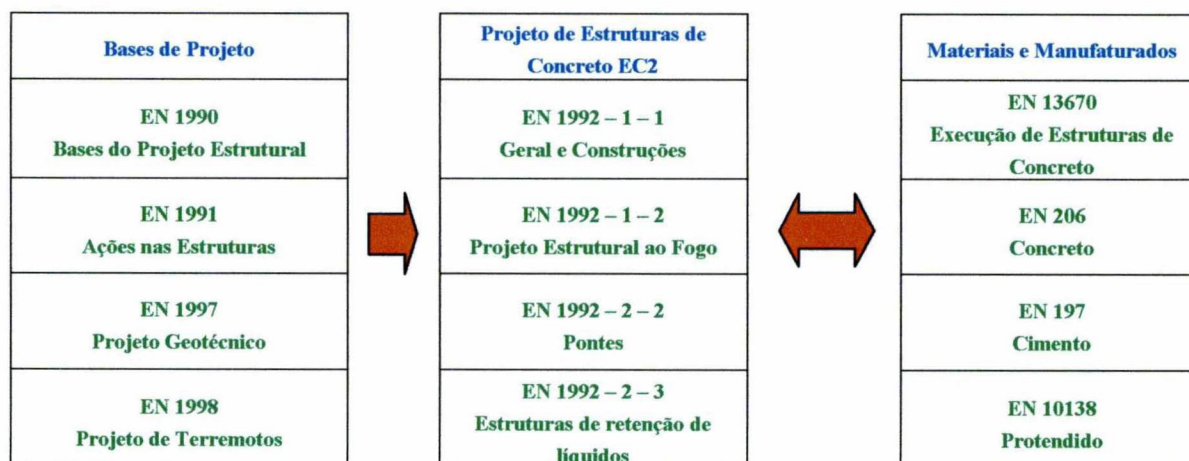 Bases de Projeto
EN 1990
Bases do Projeto Estrutural
EN 1991
Ações nas Estruturas
EN 1997
Projeto Geotécnico
EN 1998
Projeto de Terremotos
Projeto de Estruturas de
Concreto EC2
EN 1992 – 1 – 1
Geral e Construções
EN 1992 – 1 – 2
Projeto Estrutural ao Fogo
EN 1992 – 2 – 2
Pontes
EN 1992 – 2 – 3
Estruturas de retenção de
líquidos
Materiais e Manufaturados
EN 13670
Execução de Estruturas de
Concreto
EN 206
Concreto
EN 197
Cimento
EN 10138
Protendido